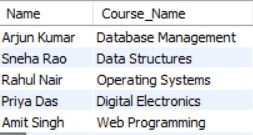 Name Course_Name
Arjun Kumar Database Management
Sneha Rao Data Structures
Rahul Nair Operating Systems
Priya Das Digital Electronics
Amit Singh Web Programming